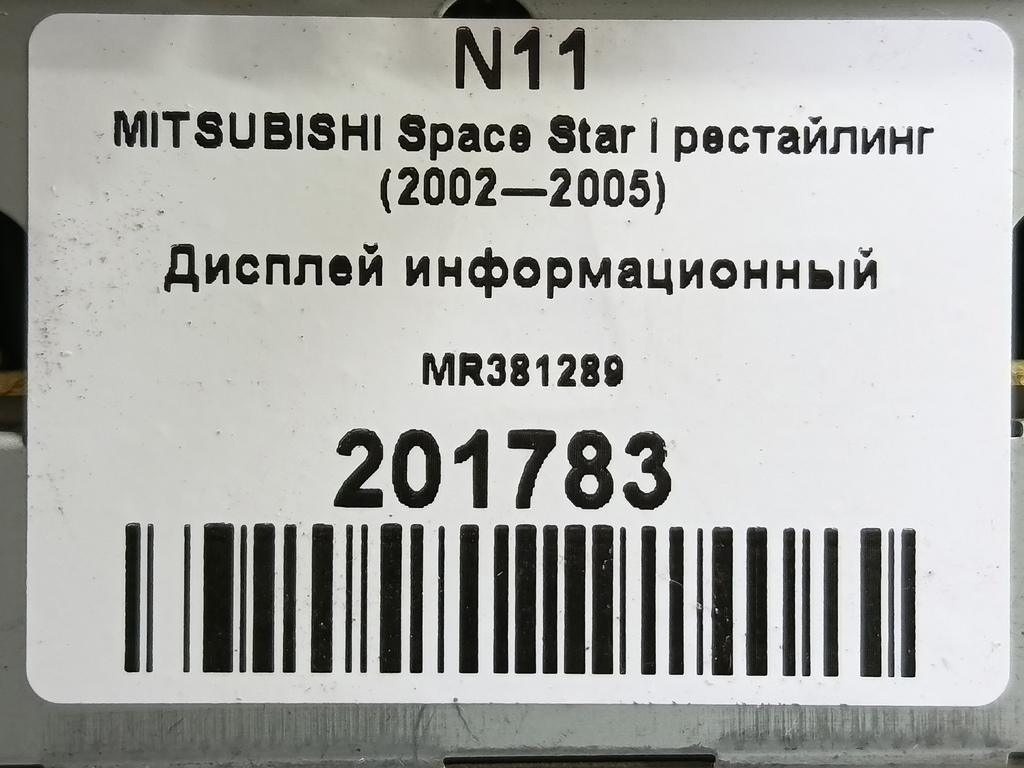 N11
MITSUBISHI Space Star I рестайлинг
(2002—2005)
Дисплей информационный
MR381289
201783